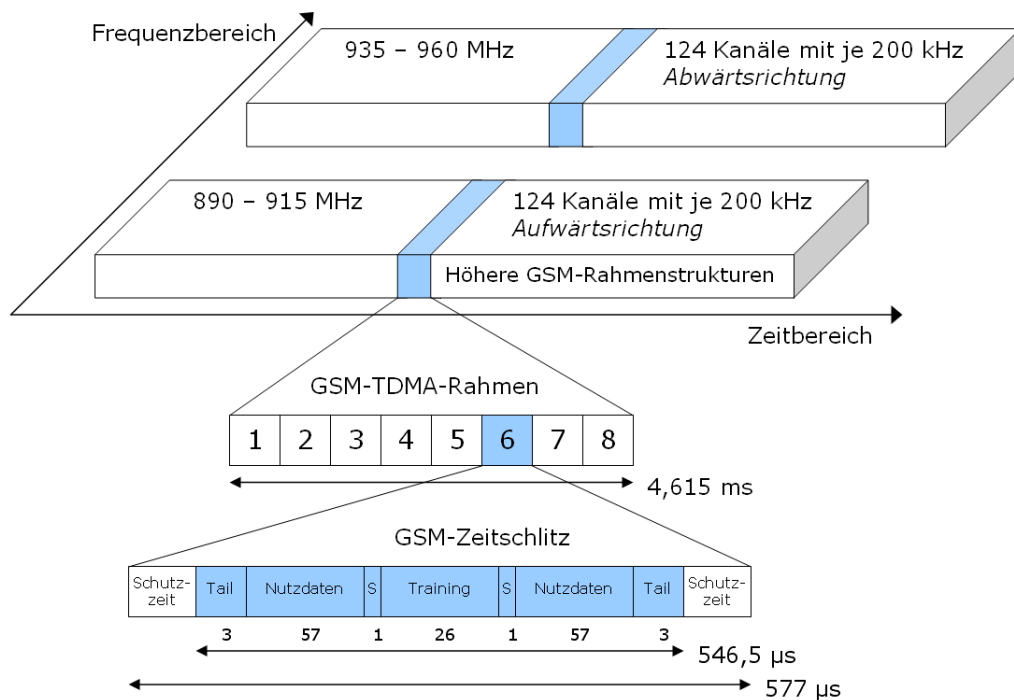 Frequenzbereich
935 – 960 MHz
124 Kanäle mit je 200 kHz
Abwärtsrichtung
890 – 915 MHz
124 Kanäle mit je 200 kHz
Aufwärtsrichtung
Höhere GSM-Rahmenstrukturen
Zeitbereich
GSM-TDMA-Rahmen
1 2 3 4 5 6 7 8
4,615 ms
GSM-Zeitschlitz
Schutz-
zeit
Tail
Nutzdaten
S
Training
S
Nutzdaten
Tail
Schutz-
zeit
3 57 1 26 1 57 3
546,5 µs
577 µs